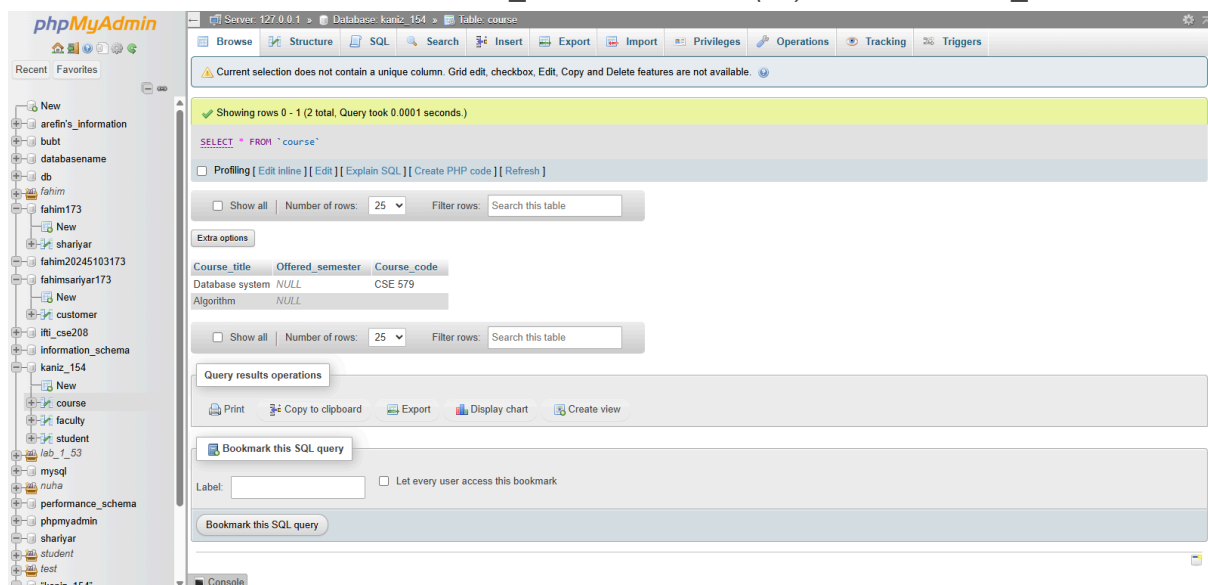 phpMyAdmin
Recent Favorites
New
arefin's_information
bubt
databasename
db
fahim
fahim173
New
shariyar
fahim20245103173
fahimsariyar173
New
customer
ifti_cse208
information_schema
kaniz_154
New
course
faculty
student
lab_1_53
mysql
nuha
performance_schema
phpmyadmin
shariyar
student
test
Server: 127.0.0.1 » Database: kaniz_154 » Table: course
Browse Structure SQL Search Insert Export Import Privileges Operations Tracking Triggers
Current selection does not contain a unique column. Grid edit, checkbox, Edit, Copy and Delete features are not available.
Showing rows 0 - 1 (2 total, Query took 0.0001 seconds.)
SELECT * FROM `course`
Profiling [ Edit inline ] [ Edit ] [ Explain SQL ] [ Create PHP code ] [ Refresh ]
Show all | Number of rows: 25 Filter rows: Search this table
Extra options
Course_title Offered_semester Course_code
Database system NULL CSE 579
Algorithm NULL
Show all | Number of rows: 25 Filter rows: Search this table
Query results operations
Print Copy to clipboard Export Display chart Create view
Bookmark this SQL query
Label: Let every user access this bookmark
Bookmark this SQL query
Console